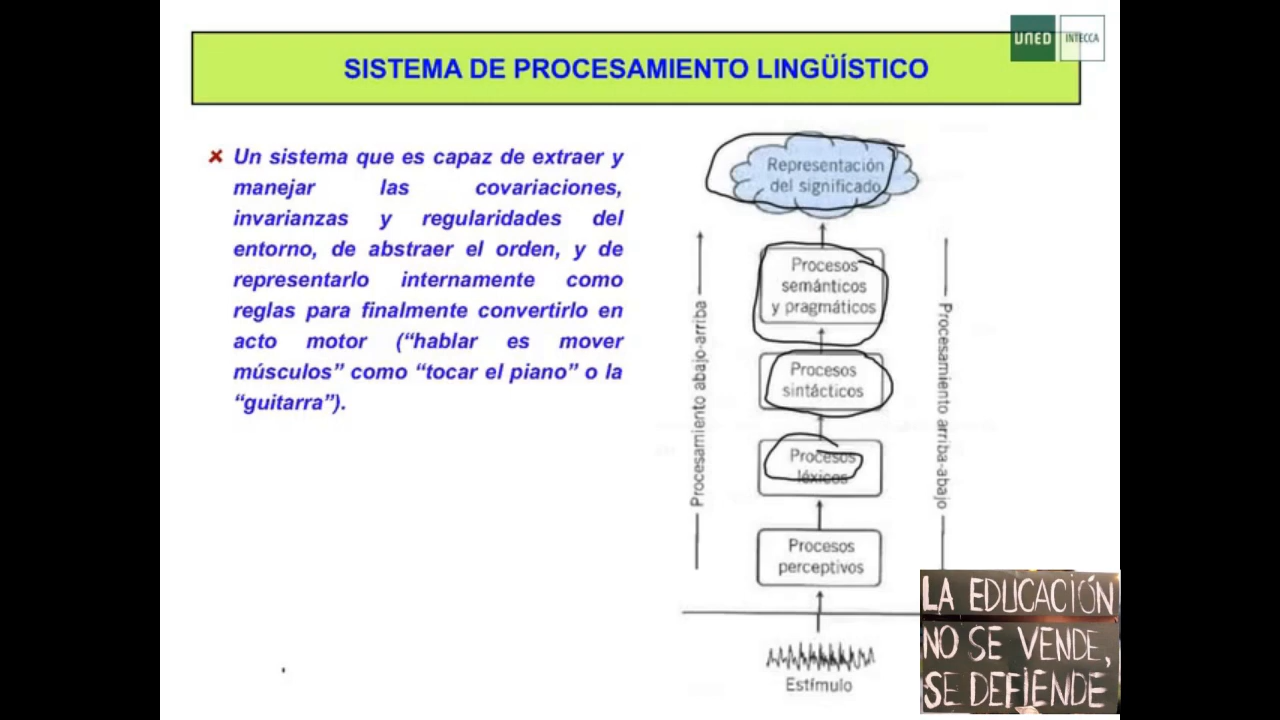 UNED
INTECCA
SISTEMA DE PROCESAMIENTO LINGÜÍSTICO
Un sistema que es capaz de extraer y
manejar las covariaciones,
invarianzas y regularidades del
entorno, de abstraer el orden, y de
representarlo internamente como
reglas para finalmente convertirlo en
acto motor (“hablar es mover
músculos” como “tocar el piano” o la
“guitarra”).
Representación
del significado
Procesos
semánticos
y pragmáticos
Procesos
sintácticos
Procesos
léxicos
Procesos
perceptivos
Estímulo
Procesamiento abajo-arriba
Procesamiento arriba-abajo
LA EDUCACIÓN
NO SE VENDE,
SE DEFIENDE